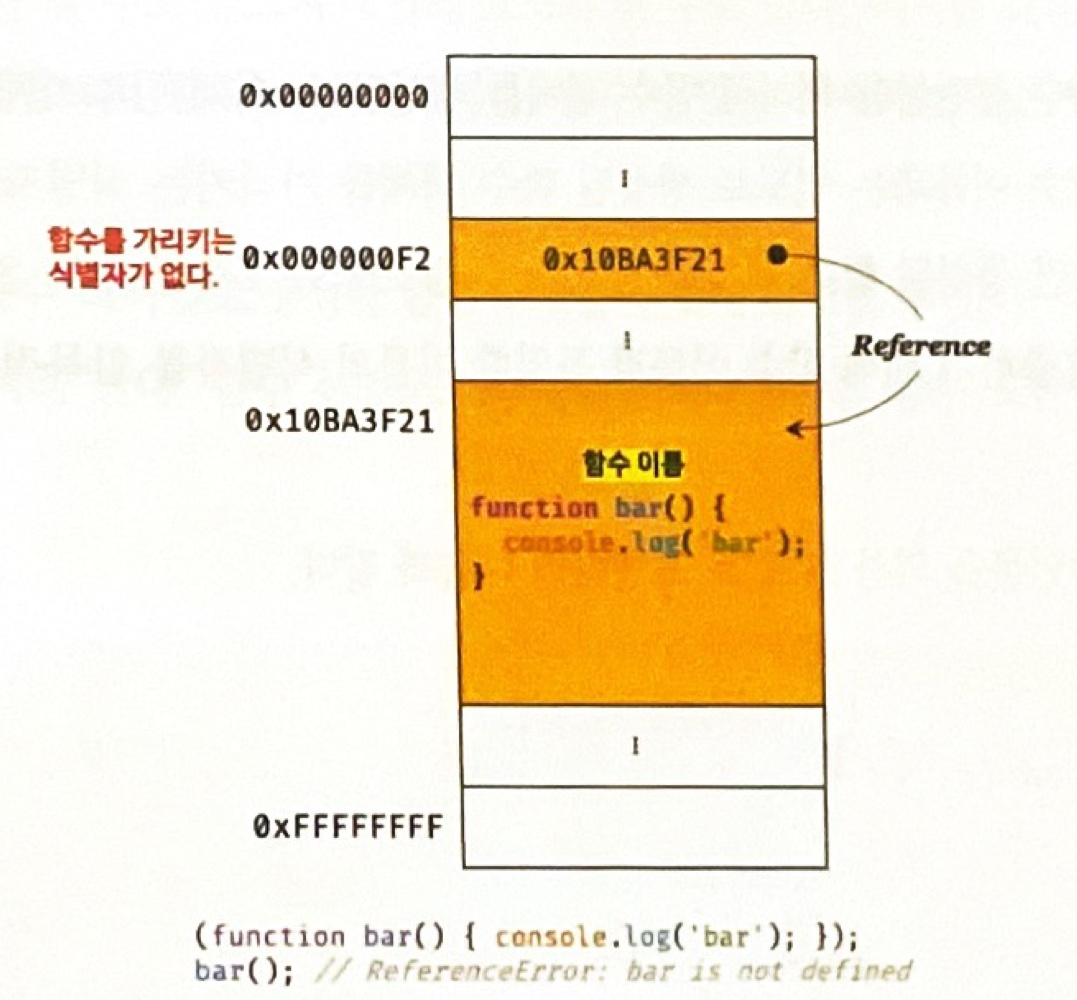 0x00000000
함수를 가리키는
식별자가 없다.
0x000000F2
0x10BA3F21
Reference
0x10BA3F21
함수 이름
function bar() {
console.log('bar');
}
0xFFFFFFFF
(function bar() { console.log('bar'); });
bar(); // ReferenceError: bar is not defined